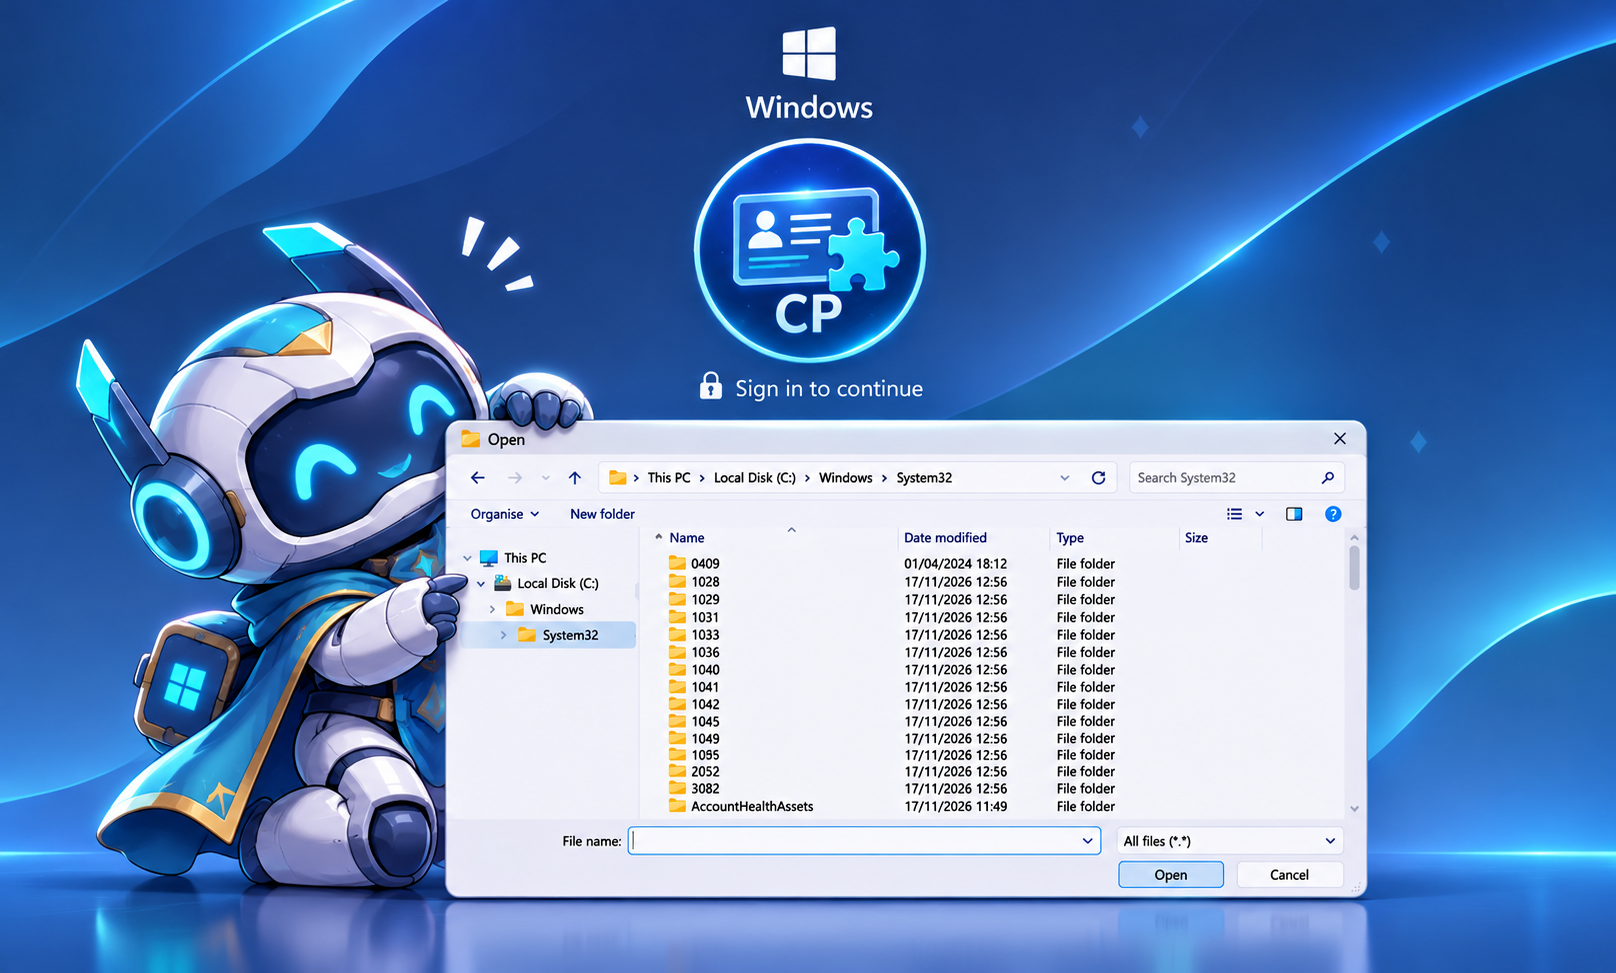 Windows
CP
Sign in to continue
Open
This PC > Local Disk (C:) > Windows > System32
Search System32
Organise
New folder
This PC
Local Disk (C:)
Windows
System32
Name Date modified Type Size
0409 01/04/2024 18:12 File folder
1028 17/11/2026 12:56 File folder
1029 17/11/2026 12:56 File folder
1031 17/11/2026 12:56 File folder
1033 17/11/2026 12:56 File folder
1036 17/11/2026 12:56 File folder
1040 17/11/2026 12:56 File folder
1041 17/11/2026 12:56 File folder
1042 17/11/2026 12:56 File folder
1045 17/11/2026 12:56 File folder
1049 17/11/2026 12:56 File folder
1055 17/11/2026 12:56 File folder
2052 17/11/2026 12:56 File folder
3082 17/11/2026 12:56 File folder
AccountHealthAssets 17/11/2026 11:49 File folder
File name:
All files (*.*)
Open
Cancel